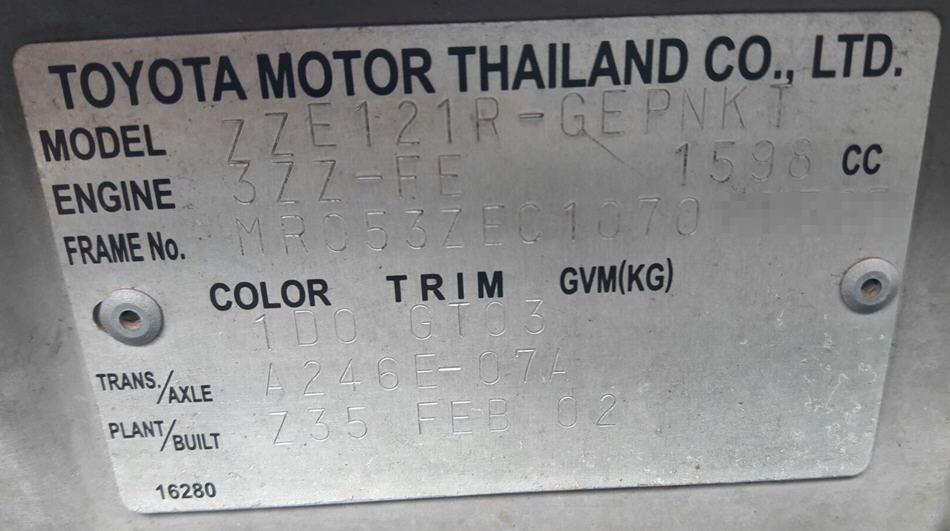 TOYOTA MOTOR THAILAND CO., LTD.
MODEL ZZE121R-GEPNKT
ENGINE 3ZZ-FE 1598 CC
FRAME No. MR053ZEC1070
COLOR TRIM GVM(KG)
1D0 GT03
TRANS./AXLE A246E-07A
PLANT/BUILT Z35 FEB 02
16280